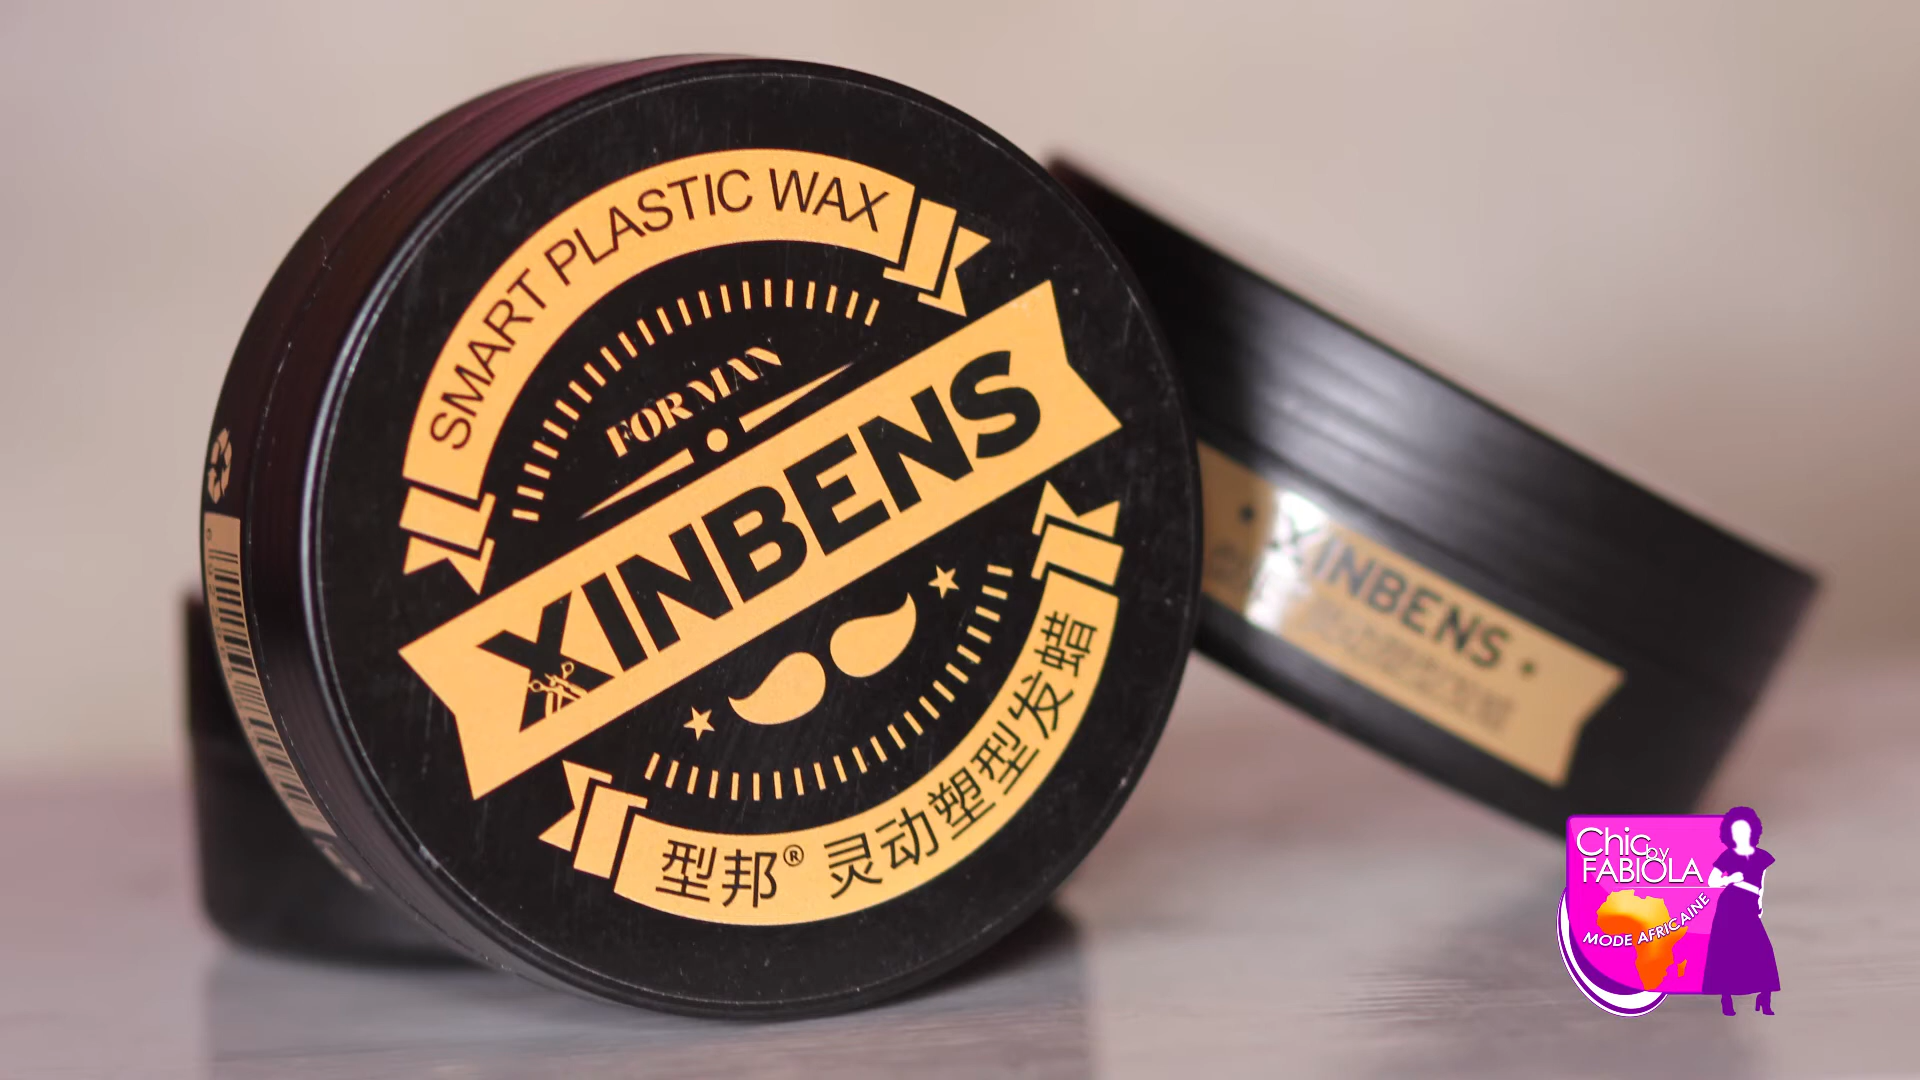 SMART PLASTIC WAX
FOR MAN
XINBENS
型邦® 灵动塑型发蜡
XINBENS
Chic by
FABIOLA
MODE AFRICAINE